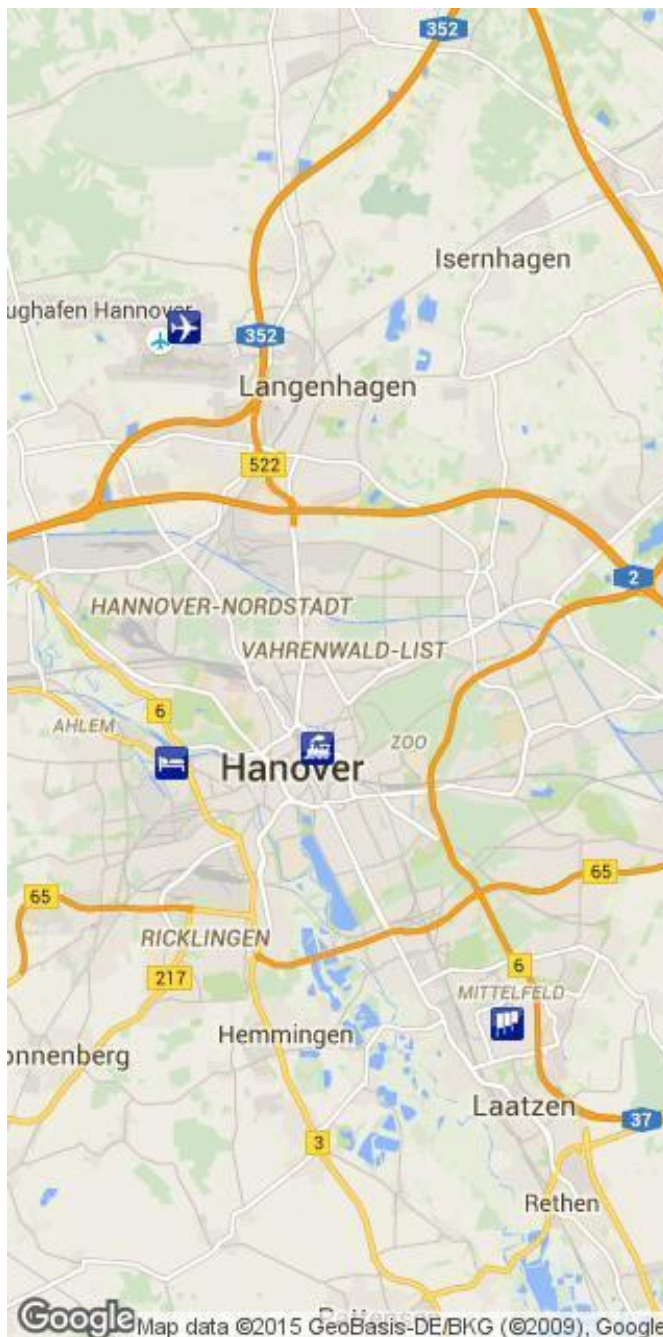 352
Isernhagen
ughafen Hannover
352
Langenhagen
522
2
HANNOVER-NORDSTADT
VAHRENWALD-LIST
6
AHLEM
ZOO
Hanover
65
65
RICKLINGEN
6
217
MITTELFELD
Hemmingen
onnenberg
Laatzen
37
3
Rethen
Google
Map data ©2015 GeoBasis-DE/BKG (©2009), Google